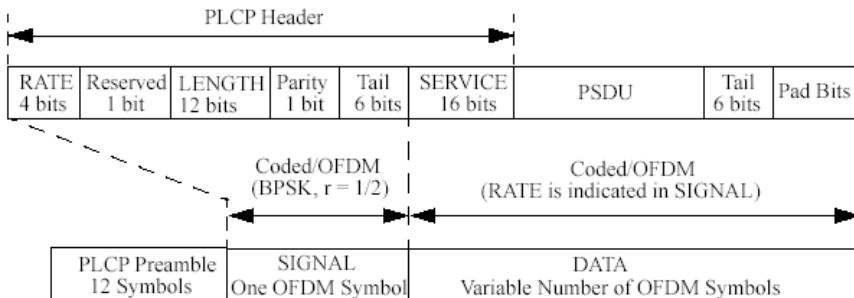 PLCP Header
RATE Reserved LENGTH Parity Tail SERVICE PSDU Tail Pad Bits
4 bits 1 bit 12 bits 1 bit 6 bits 16 bits 6 bits
Coded/OFDM Coded/OFDM
(BPSK, r = 1/2) (RATE is indicated in SIGNAL)
PLCP Preamble SIGNAL DATA
12 Symbols One OFDM Symbol Variable Number of OFDM Symbols